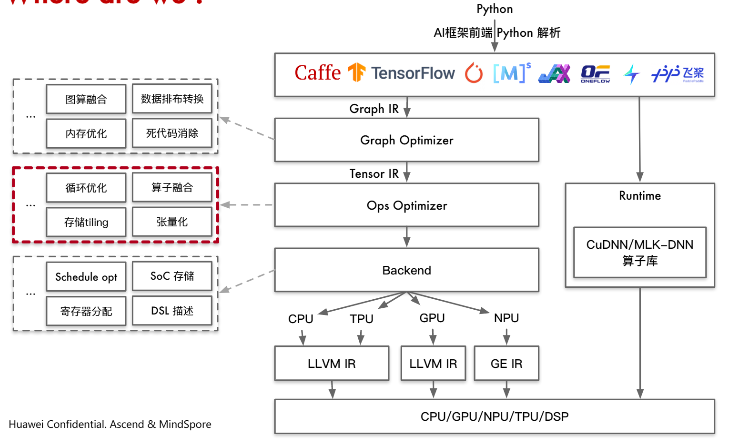 Where are we ?
Python
AI框架前端 Python 解析
Caffe TensorFlow [M]s JAX OF ONEFLOW 飞桨
Graph IR
图算融合 数据排布转换
... 内存优化 死代码消除
Graph Optimizer
Tensor IR
循环优化 算子融合
... 存储tiling 张量化
Ops Optimizer
Runtime
CuDNN/MLK-DNN
算子库
Schedule opt SoC 存储
... 寄存器分配 DSL 描述
Backend
CPU TPU GPU NPU
LLVM IR LLVM IR GE IR
CPU/GPU/NPU/TPU/DSP
Huawei Confidential. Ascend & MindSpore